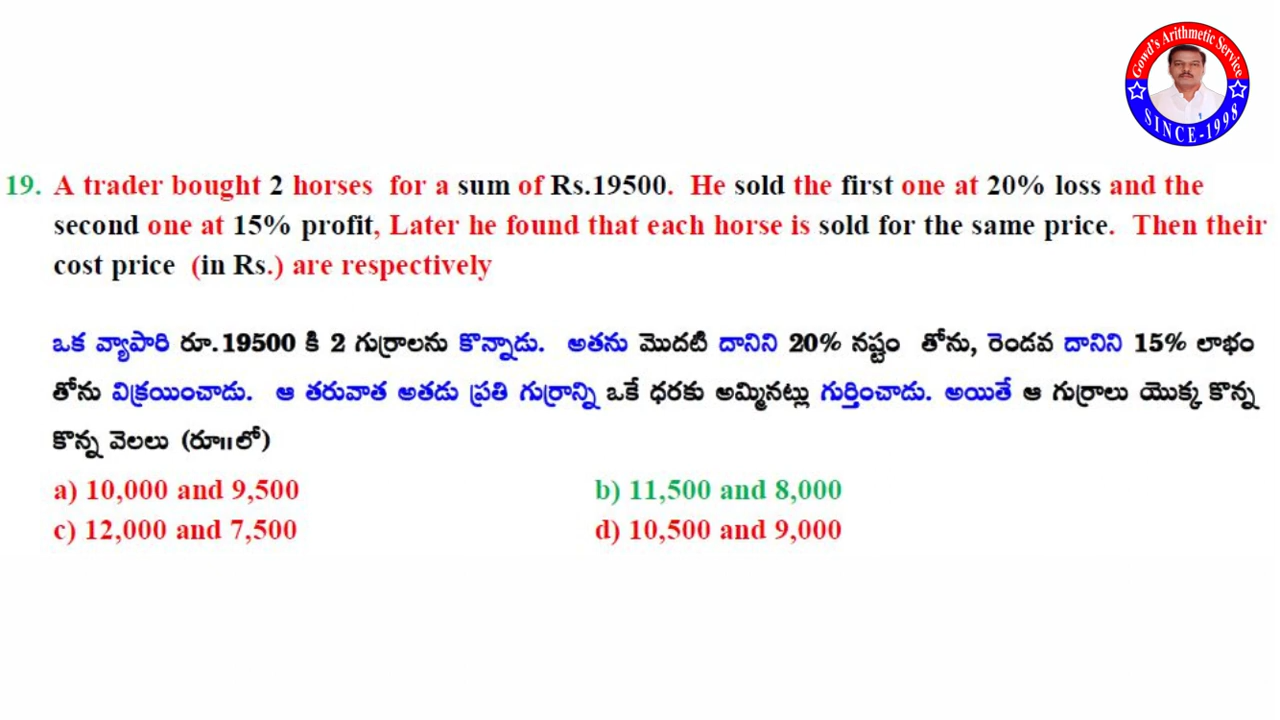 Gowd's Arithmetic Service
SINCE-1998
19. A trader bought 2 horses for a sum of Rs.19500. He sold the first one at 20% loss and the
second one at 15% profit, Later he found that each horse is sold for the same price. Then their
cost price (in Rs.) are respectively
ఒక వ్యాపారి రూ.19500 కి 2 గుర్రాలను కొన్నాడు. అతను మొదటి దానిని 20% నష్టం తోను, రెండవ దానిని 15% లాభం
తోను విక్రయించాడు. ఆ తరువాత అతడు ప్రతి గుర్రాన్ని ఒకే ధరకు అమ్మినట్లు గుర్తించాడు. అయితే ఆ గుర్రాలు యొక్క కొన్న
కొన్న వెలలు (రూ॥లో)
a) 10,000 and 9,500 b) 11,500 and 8,000
c) 12,000 and 7,500 d) 10,500 and 9,000